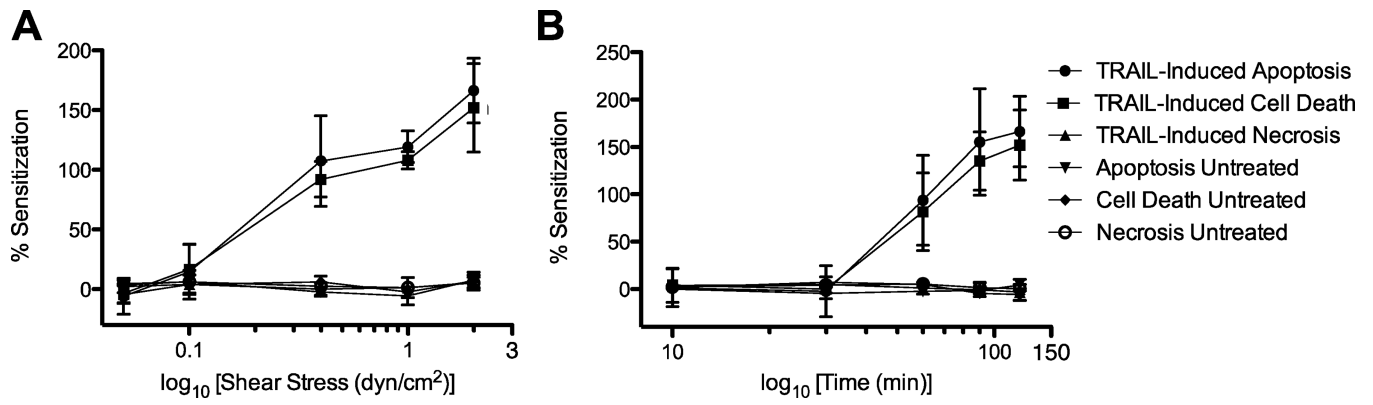 A
B
% Sensitization
200
150
100
50
0
0.1
1
3
log10 [Shear Stress (dyn/cm2)]
% Sensitization
250
200
150
100
50
0
10
100
150
log10 [Time (min)]
TRAIL-Induced Apoptosis
TRAIL-Induced Cell Death
TRAIL-Induced Necrosis
Apoptosis Untreated
Cell Death Untreated
Necrosis Untreated